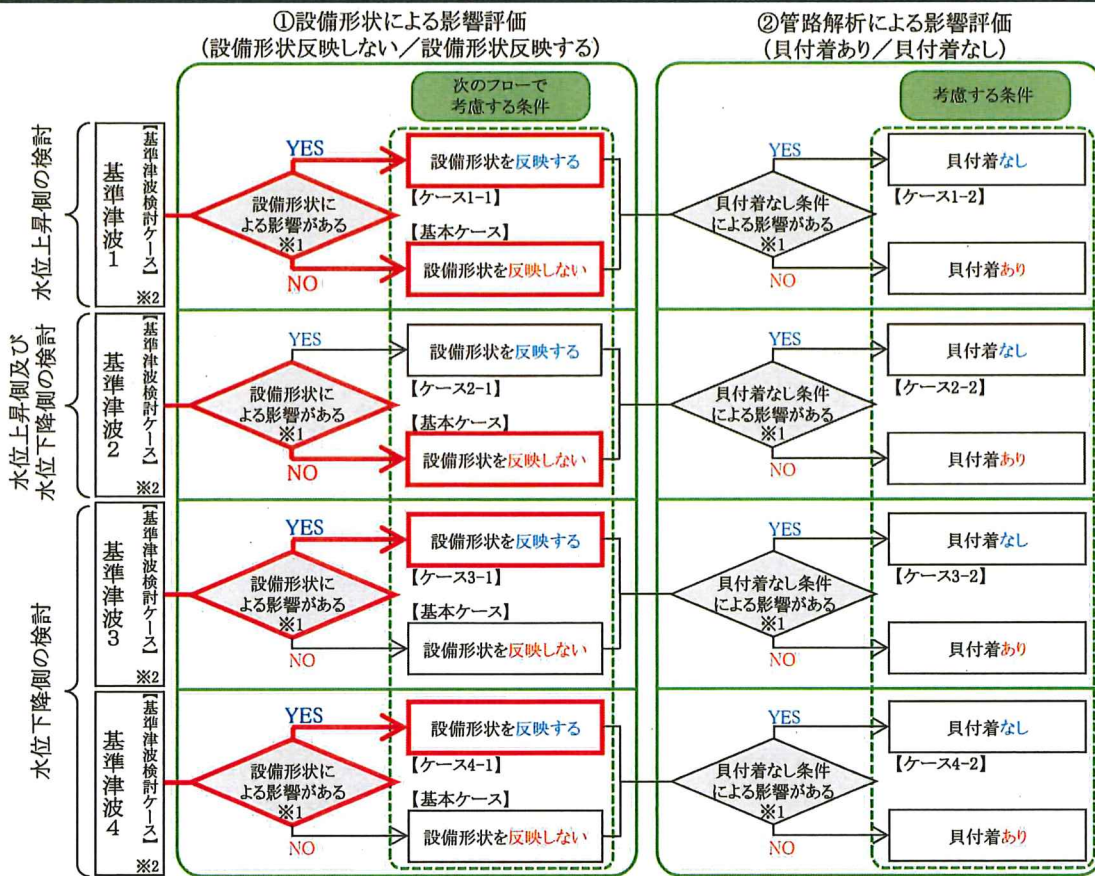 ①設備形状による影響評価
(設備形状反映しない／設備形状反映する)
②管路解析による影響評価
(貝付着あり／貝付着なし)
次のフローで
考慮する条件
考慮する条件
水位上昇側の検討
基準津波1
【基準津波検討ケース】
※2
設備形状に
よる影響がある
※1
YES
設備形状を反映する
【ケース1-1】
【基本ケース】
NO
設備形状を反映しない
貝付着なし条件
による影響がある
※1
YES
貝付着なし
【ケース1-2】
NO
貝付着あり
水位上昇側及び
水位下降側の検討
基準津波2
【基準津波検討ケース】
※2
設備形状に
よる影響がある
※1
YES
設備形状を反映する
【ケース2-1】
【基本ケース】
NO
設備形状を反映しない
貝付着なし条件
による影響がある
※1
YES
貝付着なし
【ケース2-2】
NO
貝付着あり
水位下降側の検討
基準津波3
【基準津波検討ケース】
※2
設備形状に
よる影響がある
※1
YES
設備形状を反映する
【ケース3-1】
【基本ケース】
NO
設備形状を反映しない
貝付着なし条件
による影響がある
※1
YES
貝付着なし
【ケース3-2】
NO
貝付着あり
基準津波4
【基準津波検討ケース】
※2
設備形状に
よる影響がある
※1
YES
設備形状を反映する
【ケース4-1】
【基本ケース】
NO
設備形状を反映しない
貝付着なし条件
による影響がある
※1
YES
貝付着なし
【ケース4-2】
NO
貝付着あり